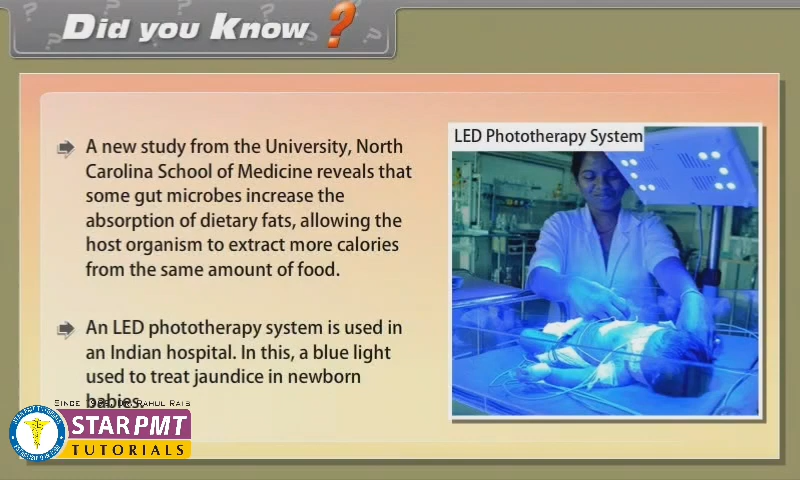 Did you Know ?
LED Phototherapy System
A new study from the University, North
Carolina School of Medicine reveals that
some gut microbes increase the
absorption of dietary fats, allowing the
host organism to extract more calories
from the same amount of food.
An LED phototherapy system is used in
an Indian hospital. In this, a blue light
used to treat jaundice in newborn
babies.
STAR PMT
TUTORIALS